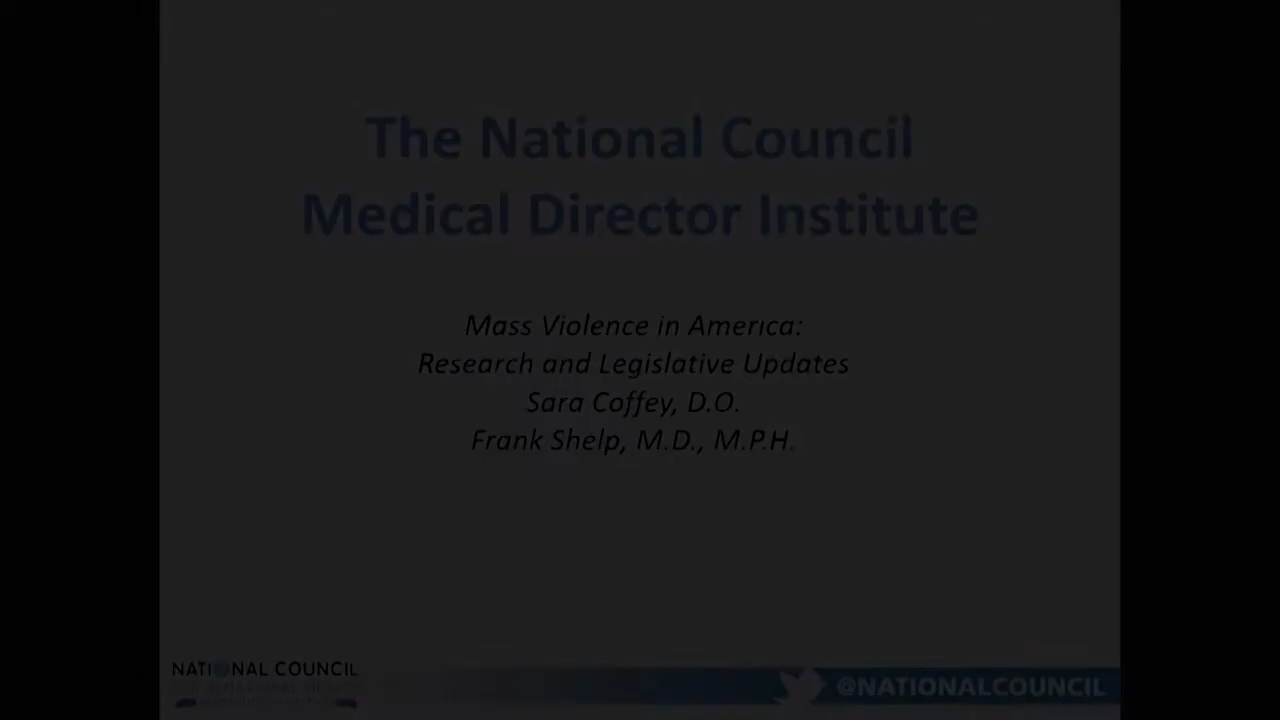 The National Council
Medical Director Institute
Mass Violence in America:
Research and Legislative Updates
Sara Coffey, D.O.
Frank Shelp, M.D., M.P.H.
NATIONAL COUNCIL
@NATIONALCOUNCIL